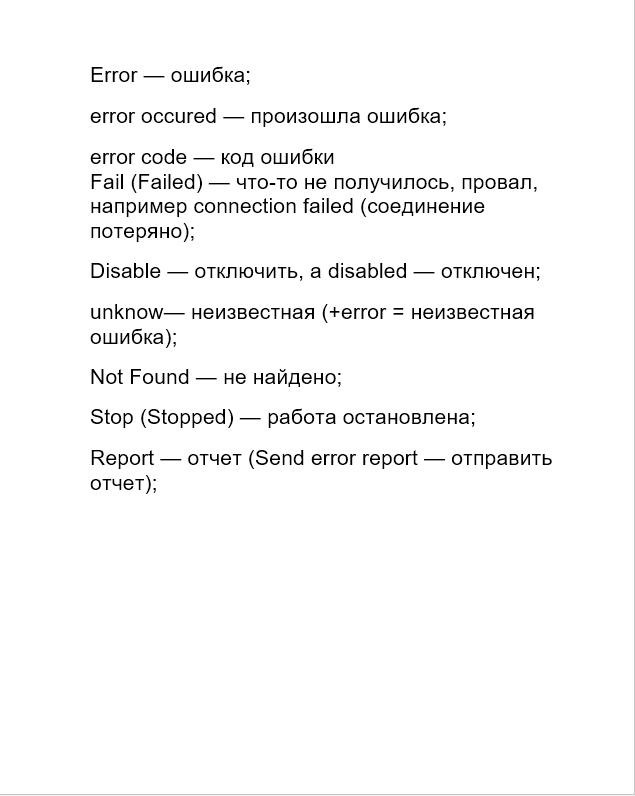 Error — ошибка;
error occured — произошла ошибка;
error code — код ошибки
Fail (Failed) — что-то не получилось, провал,
например connection failed (соединение
потеряно);
Disable — отключить, а disabled — отключен;
unknow— неизвестная (+error = неизвестная
ошибка);
Not Found — не найдено;
Stop (Stopped) — работа остановлена;
Report — отчет (Send error report — отправить
отчет);